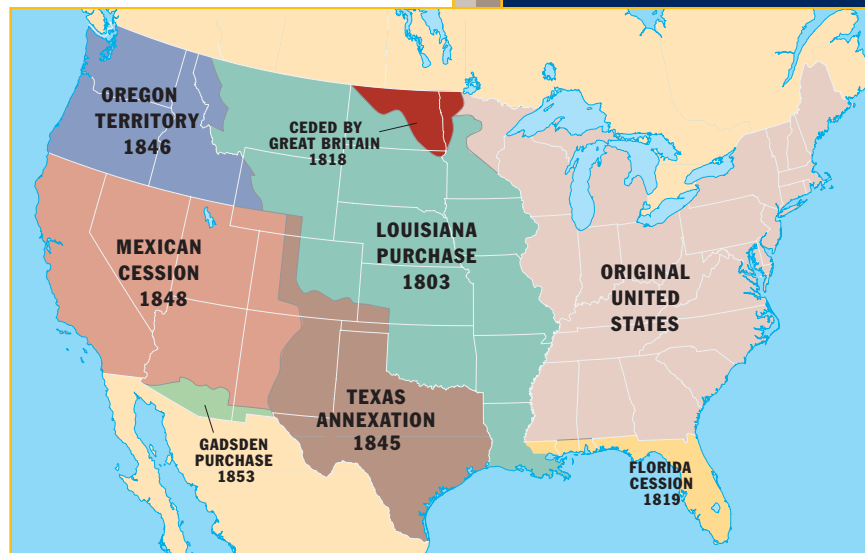 OREGON
TERRITORY
1846
CEDED BY
GREAT BRITAIN
1818
MEXICAN
CESSION
1848
LOUISIANA
PURCHASE
1803
ORIGINAL
UNITED
STATES
TEXAS
ANNEXATION
1845
GADSDEN
PURCHASE
1853
FLORIDA
CESSION
1819